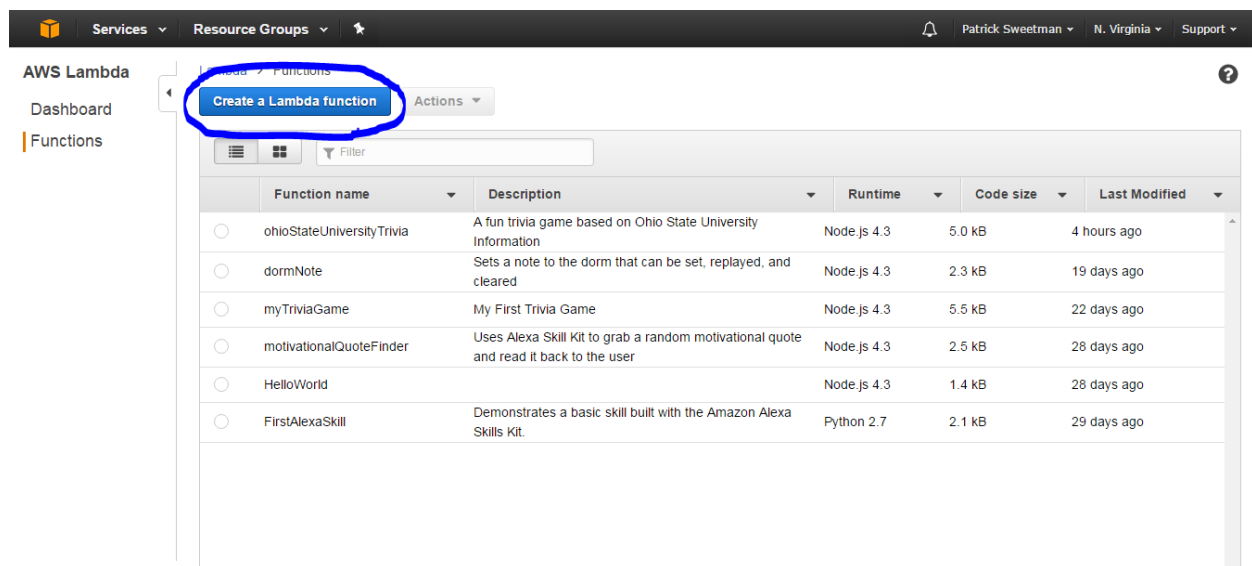 Services Resource Groups Patrick Sweetman N. Virginia Support
AWS Lambda
Lambda > Functions
Dashboard
Functions
Create a Lambda function Actions
Filter
Function name Description Runtime Code size Last Modified
ohioStateUniversityTrivia A fun trivia game based on Ohio State University
Information Node.js 4.3 5.0 kB 4 hours ago
dormNote Sets a note to the dorm that can be set, replayed, and
cleared Node.js 4.3 2.3 kB 19 days ago
myTriviaGame My First Trivia Game Node.js 4.3 5.5 kB 22 days ago
motivationalQuoteFinder Uses Alexa Skill Kit to grab a random motivational quote
and read it back to the user Node.js 4.3 2.5 kB 28 days ago
HelloWorld Node.js 4.3 1.4 kB 28 days ago
FirstAlexaSkill Demonstrates a basic skill built with the Amazon Alexa
Skills Kit. Python 2.7 2.1 kB 29 days ago